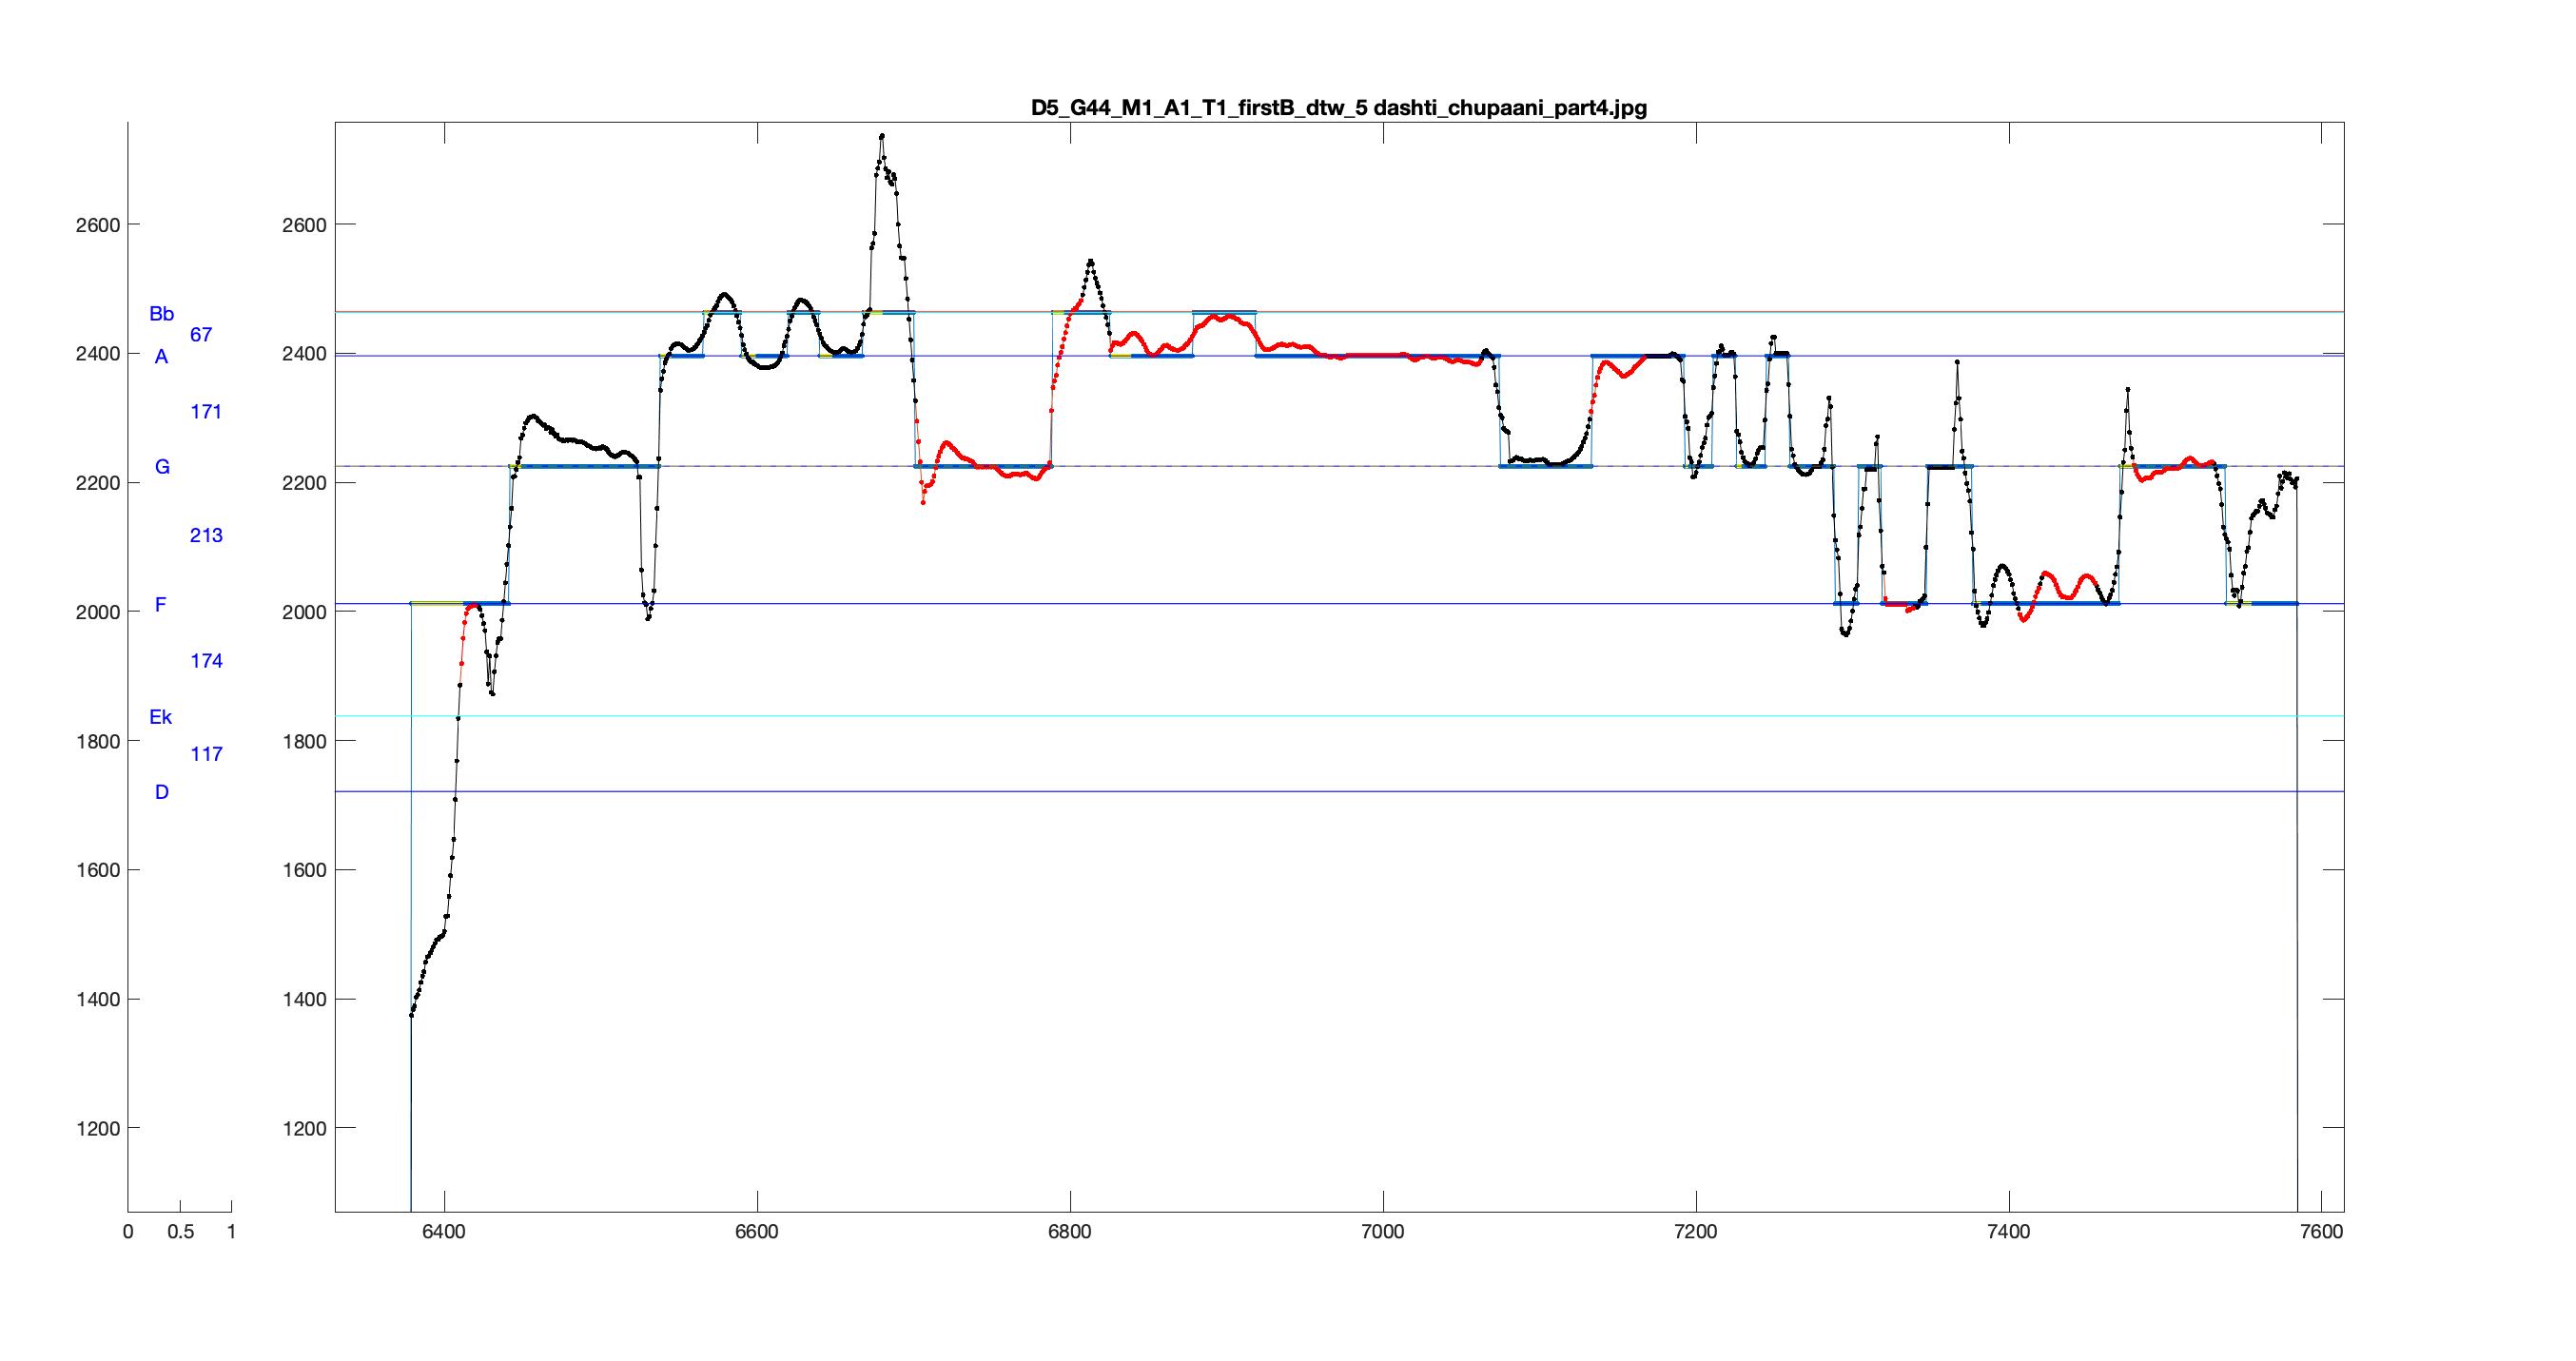 D5_G44_M1_A1_T1_firstB_dtw_5 dashti_chupaani_part4.jpg
2600 2600
Bb
67
2400 A 2400
171
G
2200 2200
213
2000 F 2000
174
Ek
1800 117 1800
D
1600 1600
1400 1400
1200 1200
0 0.5 1 6400 6600 6800 7000 7200 7400 7600